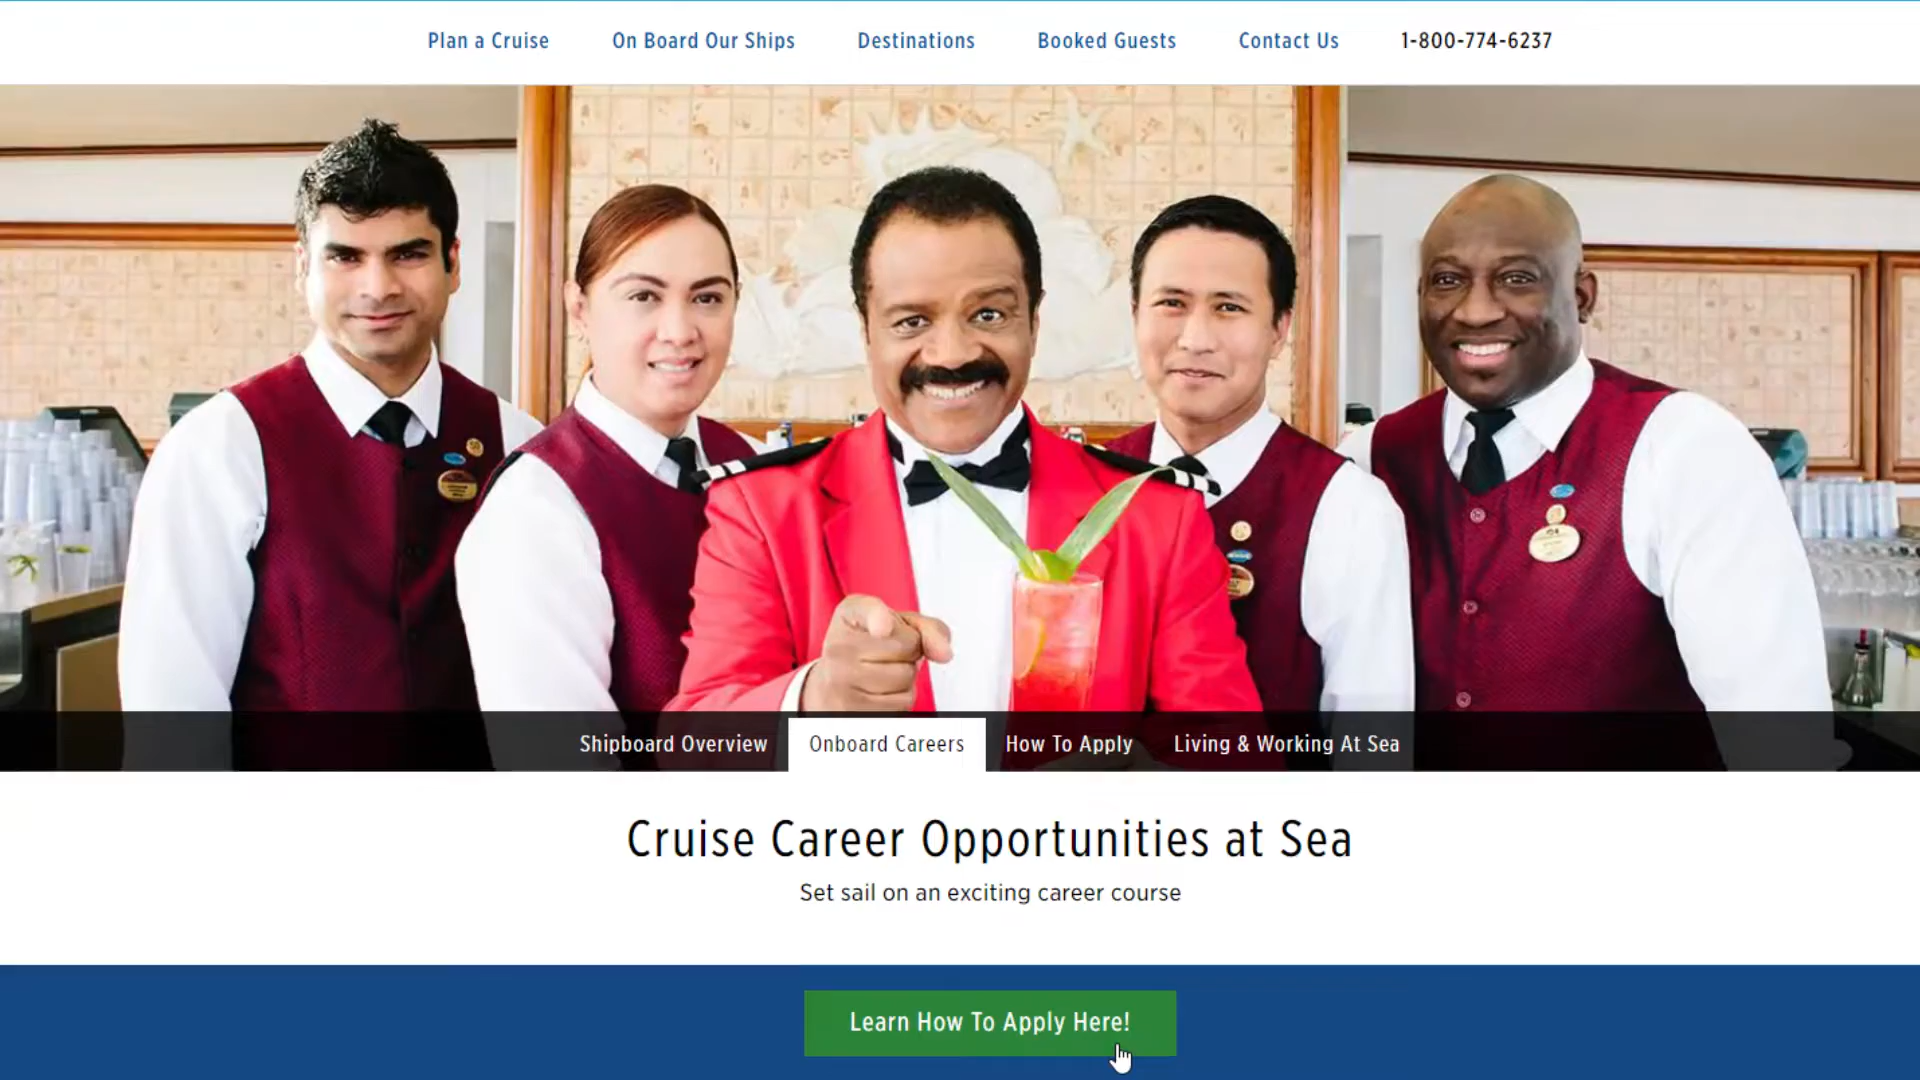 Plan a Cruise
On Board Our Ships
Destinations
Booked Guests
Contact Us
1-800-774-6237
Shipboard Overview
Onboard Careers
How To Apply
Living & Working At Sea
Cruise Career Opportunities at Sea
Set sail on an exciting career course
Learn How To Apply Here!